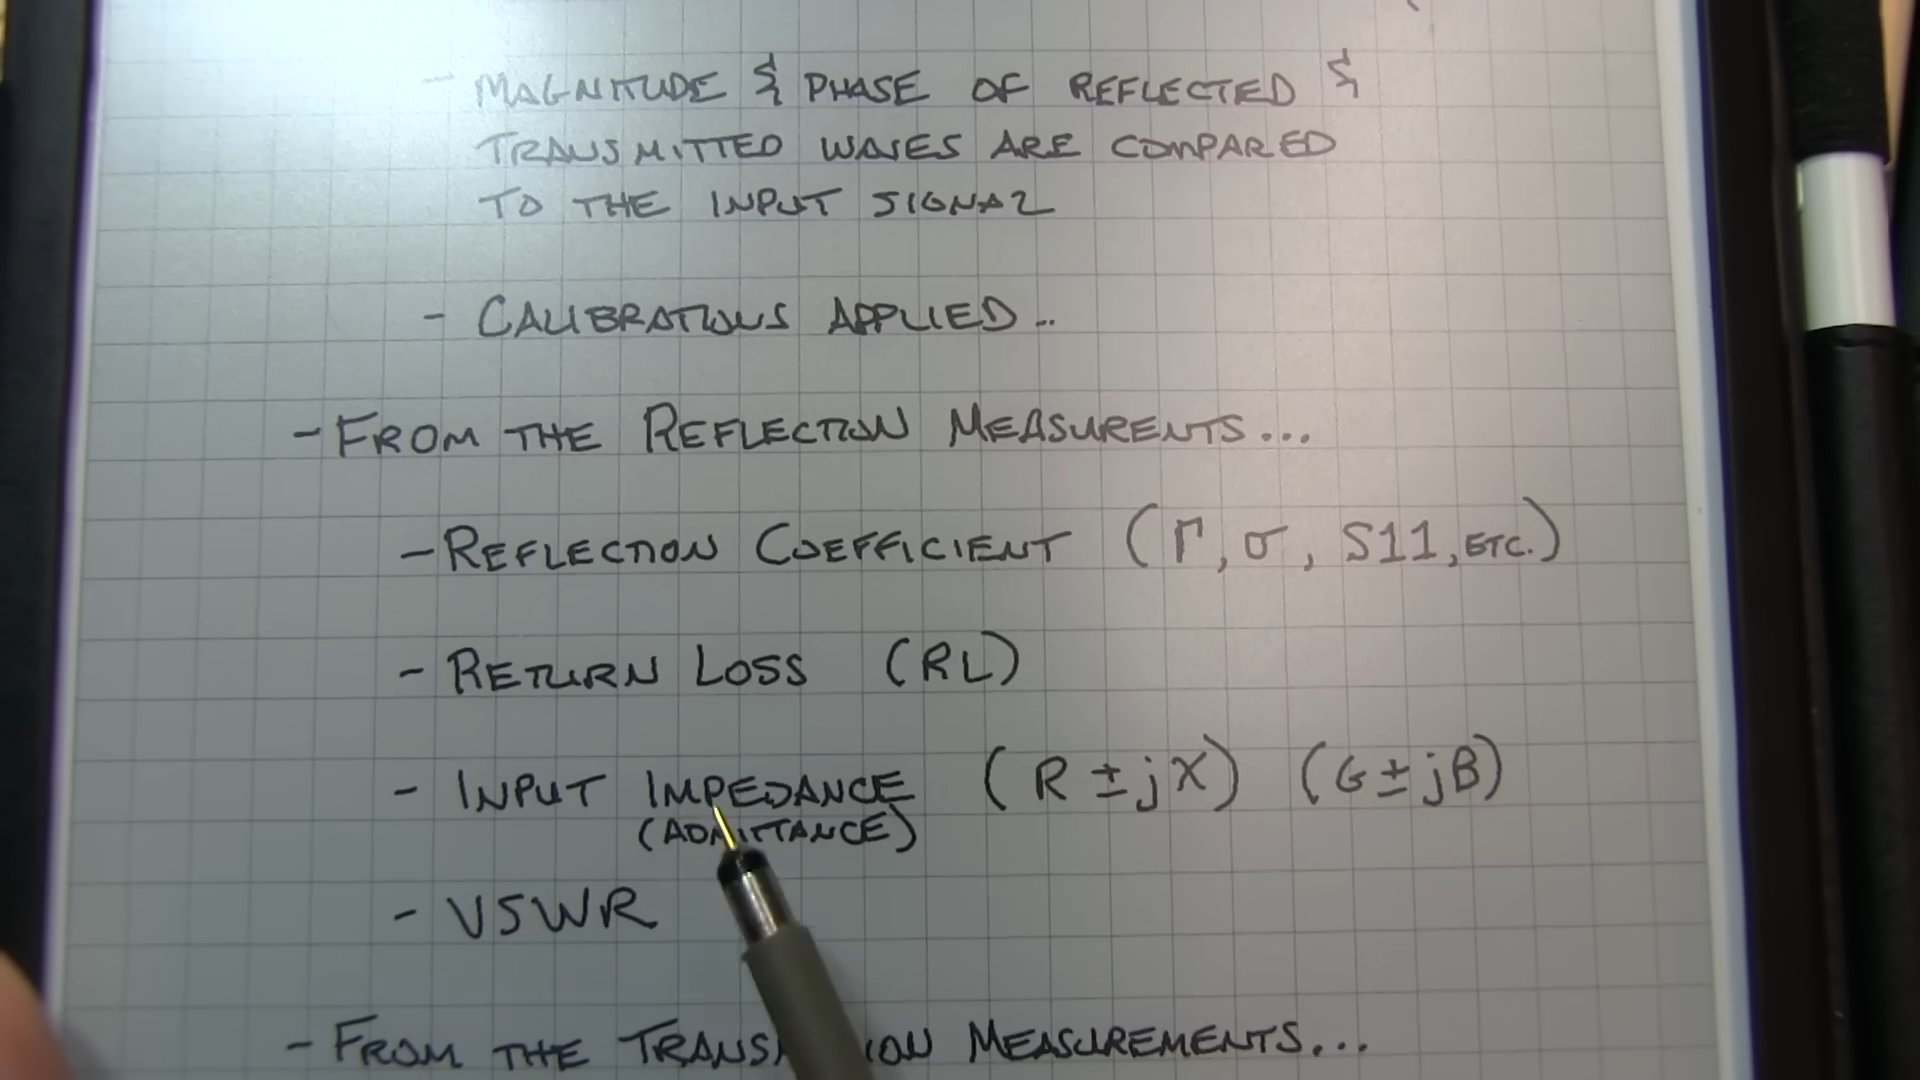 - MAGNITUDE & PHASE OF REFLECTED &
TRANSMITTED WAVES ARE COMPARED
TO THE INPUT SIGNAL
- CALIBRATIONS APPLIED..
- FROM THE REFLECTION MEASURENTS...
- REFLECTION COEFFICIENT (Γ, σ, S11, ETC.)
- RETURN LOSS (RL)
- INPUT IMPEDANCE (R ± jX) (G ± jB)
(ADMITTANCE)
- VSWR
- FROM THE MEASUREMENTS...